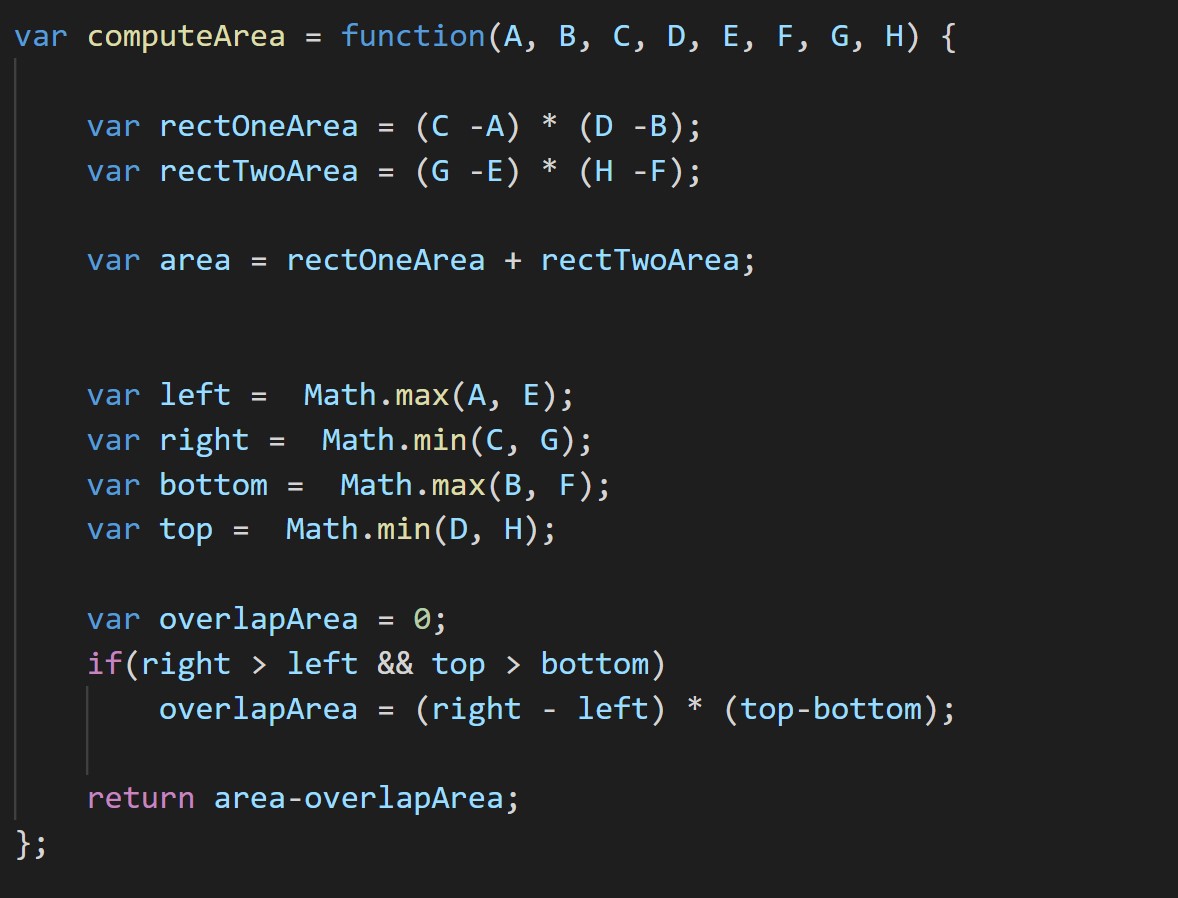 var computeArea = function(A, B, C, D, E, F, G, H) {
var rectOneArea = (C -A) * (D -B);
var rectTwoArea = (G -E) * (H -F);
var area = rectOneArea + rectTwoArea;
var left =  Math.max(A, E);
var right =  Math.min(C, G);
var bottom =  Math.max(B, F);
var top =  Math.min(D, H);
var overlapArea = 0;
if(right > left && top > bottom)
overlapArea = (right - left) * (top-bottom);
return area-overlapArea;
};